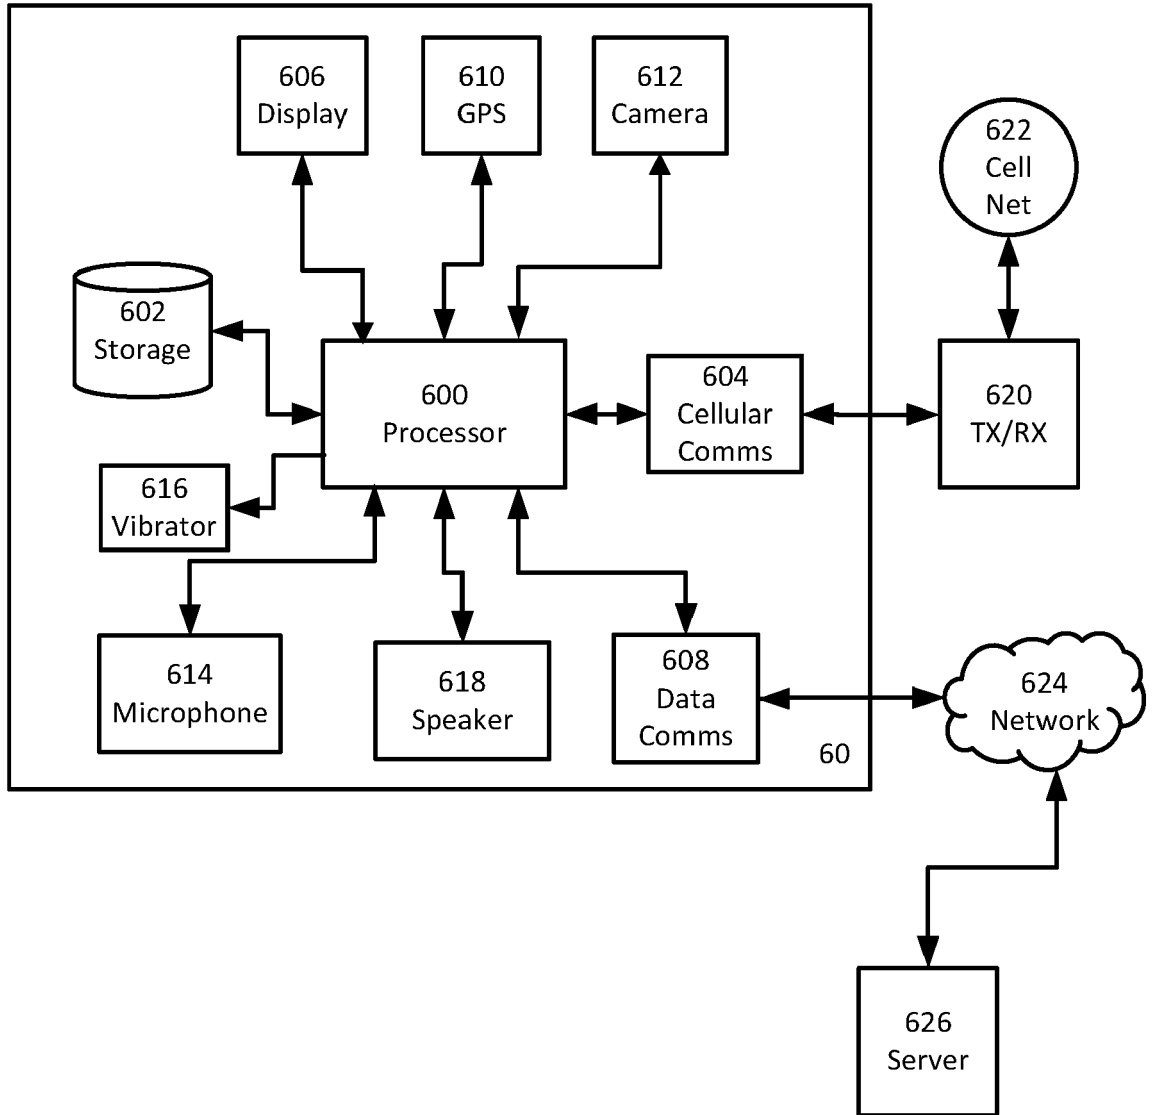 606
Display
610
GPS
612
Camera
622
Cell
Net
602
Storage
600
Processor
604
Cellular
Comms
620
TX/RX
616
Vibrator
614
Microphone
618
Speaker
608
Data
Comms
624
Network
60
626
Server